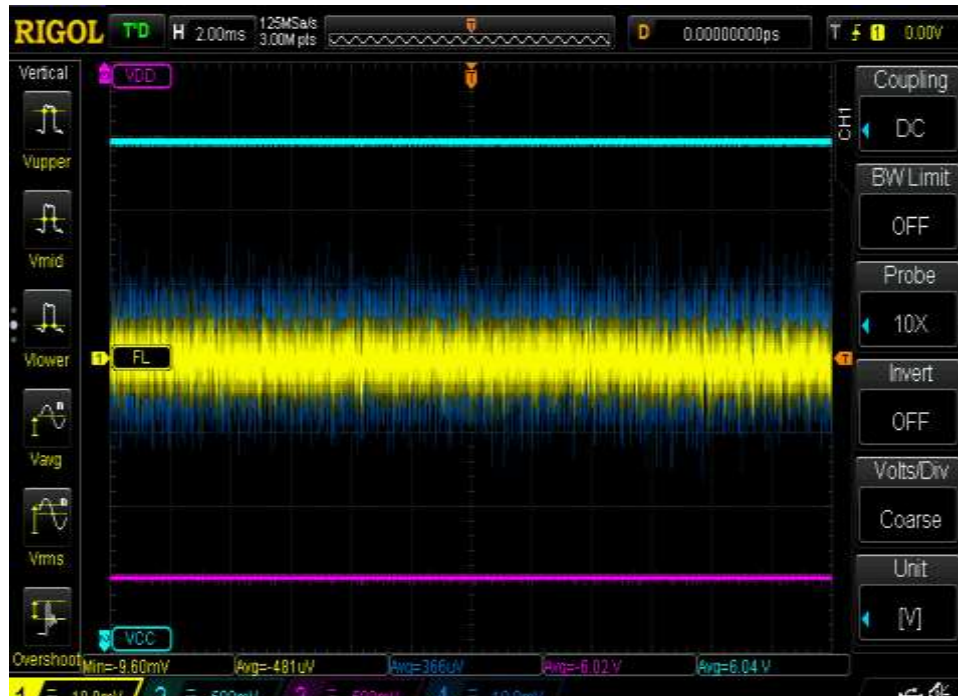 RIGOL T'D H 2.00ms 125MSa/s 3.00M pts D 0.00000000ps T 1 0.00V
Vertical
VDD
Coupling
DC
CH1
Vupper
BW Limit
OFF
Vmid
Probe
10X
Vlower
1 FL
T
Invert
OFF
Vavg
Volts/Div
Coarse
Vrms
Unit
[V]
VCC
Overshoot
Min=-9.60mV Avg=-481uV Avg=366uV Avg=-6.02 V Avg=6.04 V